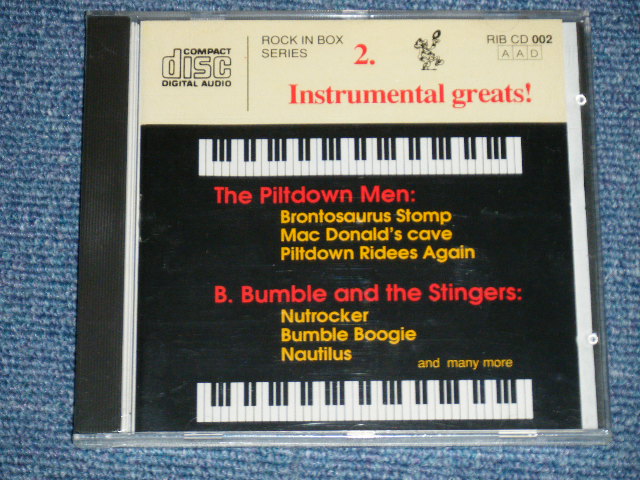 COMPACT
disc
DIGITAL AUDIO
ROCK IN BOX
SERIES
2.
RIB CD 002
A A D
Instrumental greats!
The Piltdown Men:
Brontosaurus Stomp
Mac Donald's cave
Piltdown Ridees Again
B. Bumble and the Stingers:
Nutrocker
Bumble Boogie
Nautilus
and many more